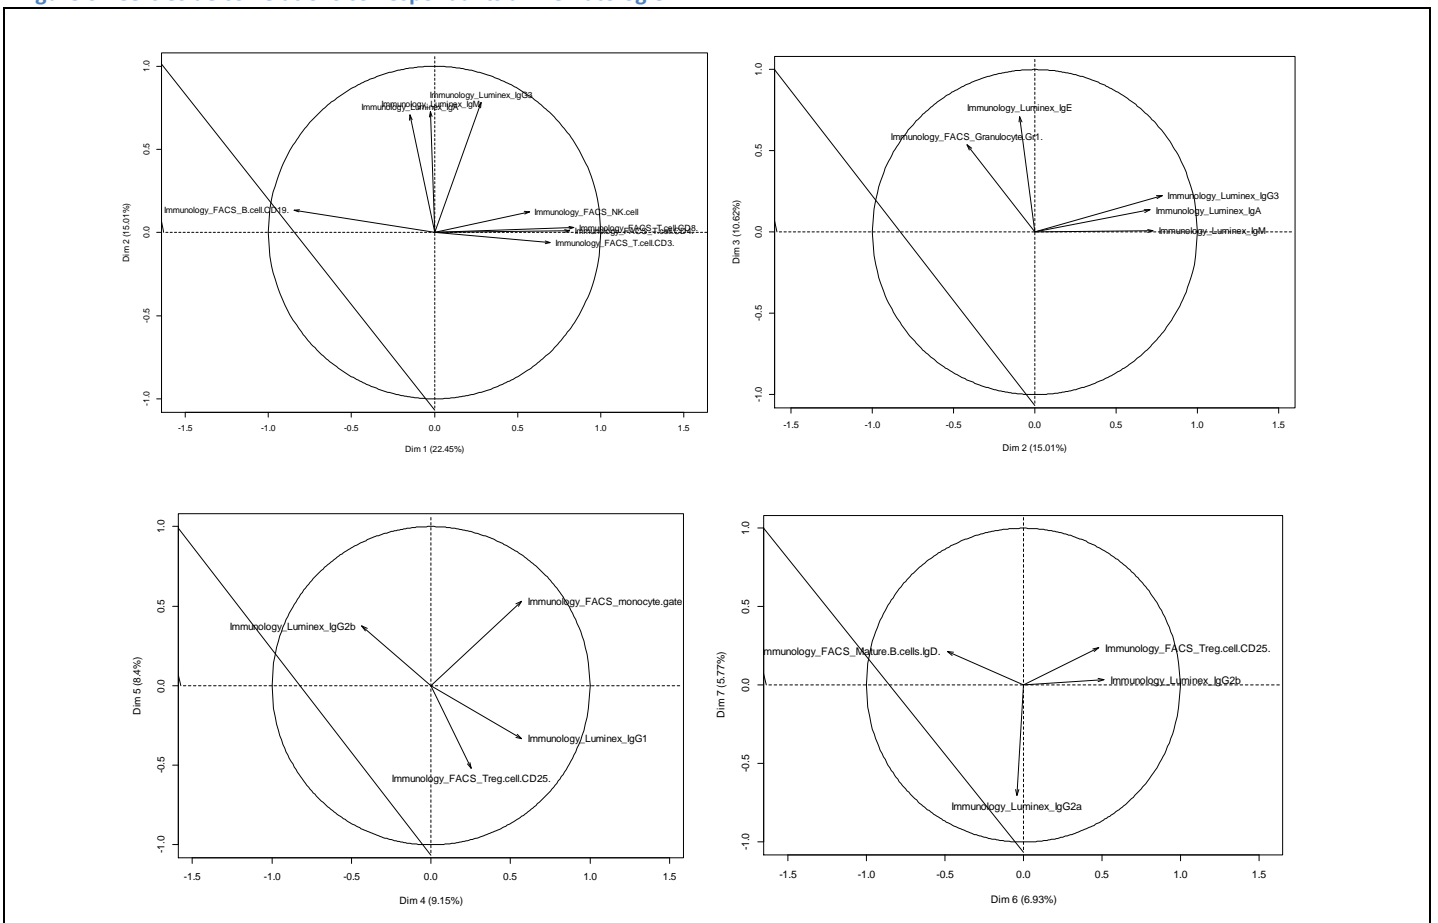 1.0
0.5
0.0
-0.5
-1.0
Dim 2 (15.01%)
Immunology_Luminex_IgG3
Immunology_Luminex_IgM
Immunology_Luminex_IgA
Immunology_FACS_B.cell.CD19.
Immunology_FACS_NK.cell
Immunology_FACS_T.cell.CD8.
Immunology_FACS_T.cell.CD4.
Immunology_FACS_T.cell.CD3.
-1.5 -1.0 -0.5 0.0 0.5 1.0 1.5
Dim 1 (22.45%)
1.0
0.5
0.0
-0.5
-1.0
Dim 3 (10.62%)
Immunology_Luminex_IgE
Immunology_FACS_Granulocyte.Gr1.
Immunology_Luminex_IgG3
Immunology_Luminex_IgA
Immunology_Luminex_IgM
-1.5 -1.0 -0.5 0.0 0.5 1.0 1.5
Dim 2 (15.01%)
1.0
0.5
0.0
-0.5
-1.0
Dim 5 (8.4%)
Immunology_FACS_monocyte.gate
Immunology_Luminex_IgG2b
Immunology_Luminex_IgG1
Immunology_FACS_Treg.cell.CD25.
-1.5 -1.0 -0.5 0.0 0.5 1.0 1.5
Dim 4 (9.15%)
1.0
0.5
0.0
-0.5
-1.0
Dim 7 (5.77%)
mmunology_FACS_Mature.B.cells.IgD.
Immunology_FACS_Treg.cell.CD25.
Immunology_Luminex_IgG2b
Immunology_Luminex_IgG2a
-1.5 -1.0 -0.5 0.0 0.5 1.0 1.5
Dim 6 (6.93%)